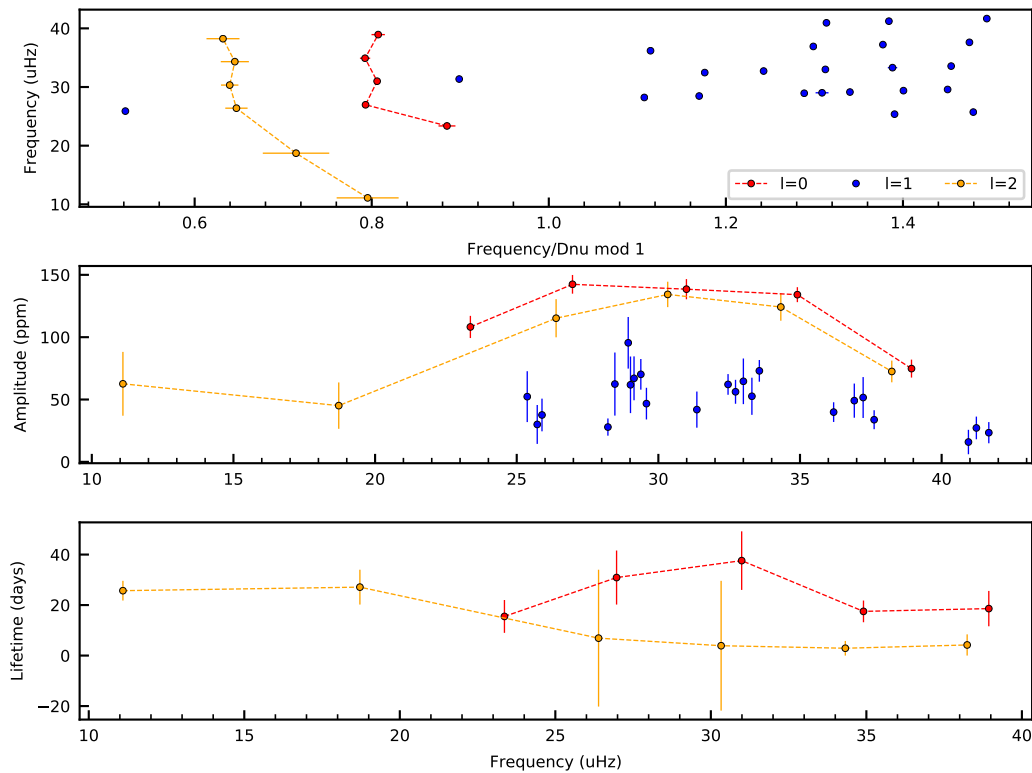 40
30
20
10
Frequency (uHz)
l=0 l=1 l=2
0.6 0.8 1.0 1.2 1.4
Frequency/Dnu mod 1
150
100
50
0
Amplitude (ppm)
10 15 20 25 30 35 40
40
20
0
−20
Lifetime (days)
10 15 20 25 30 35 40
Frequency (uHz)